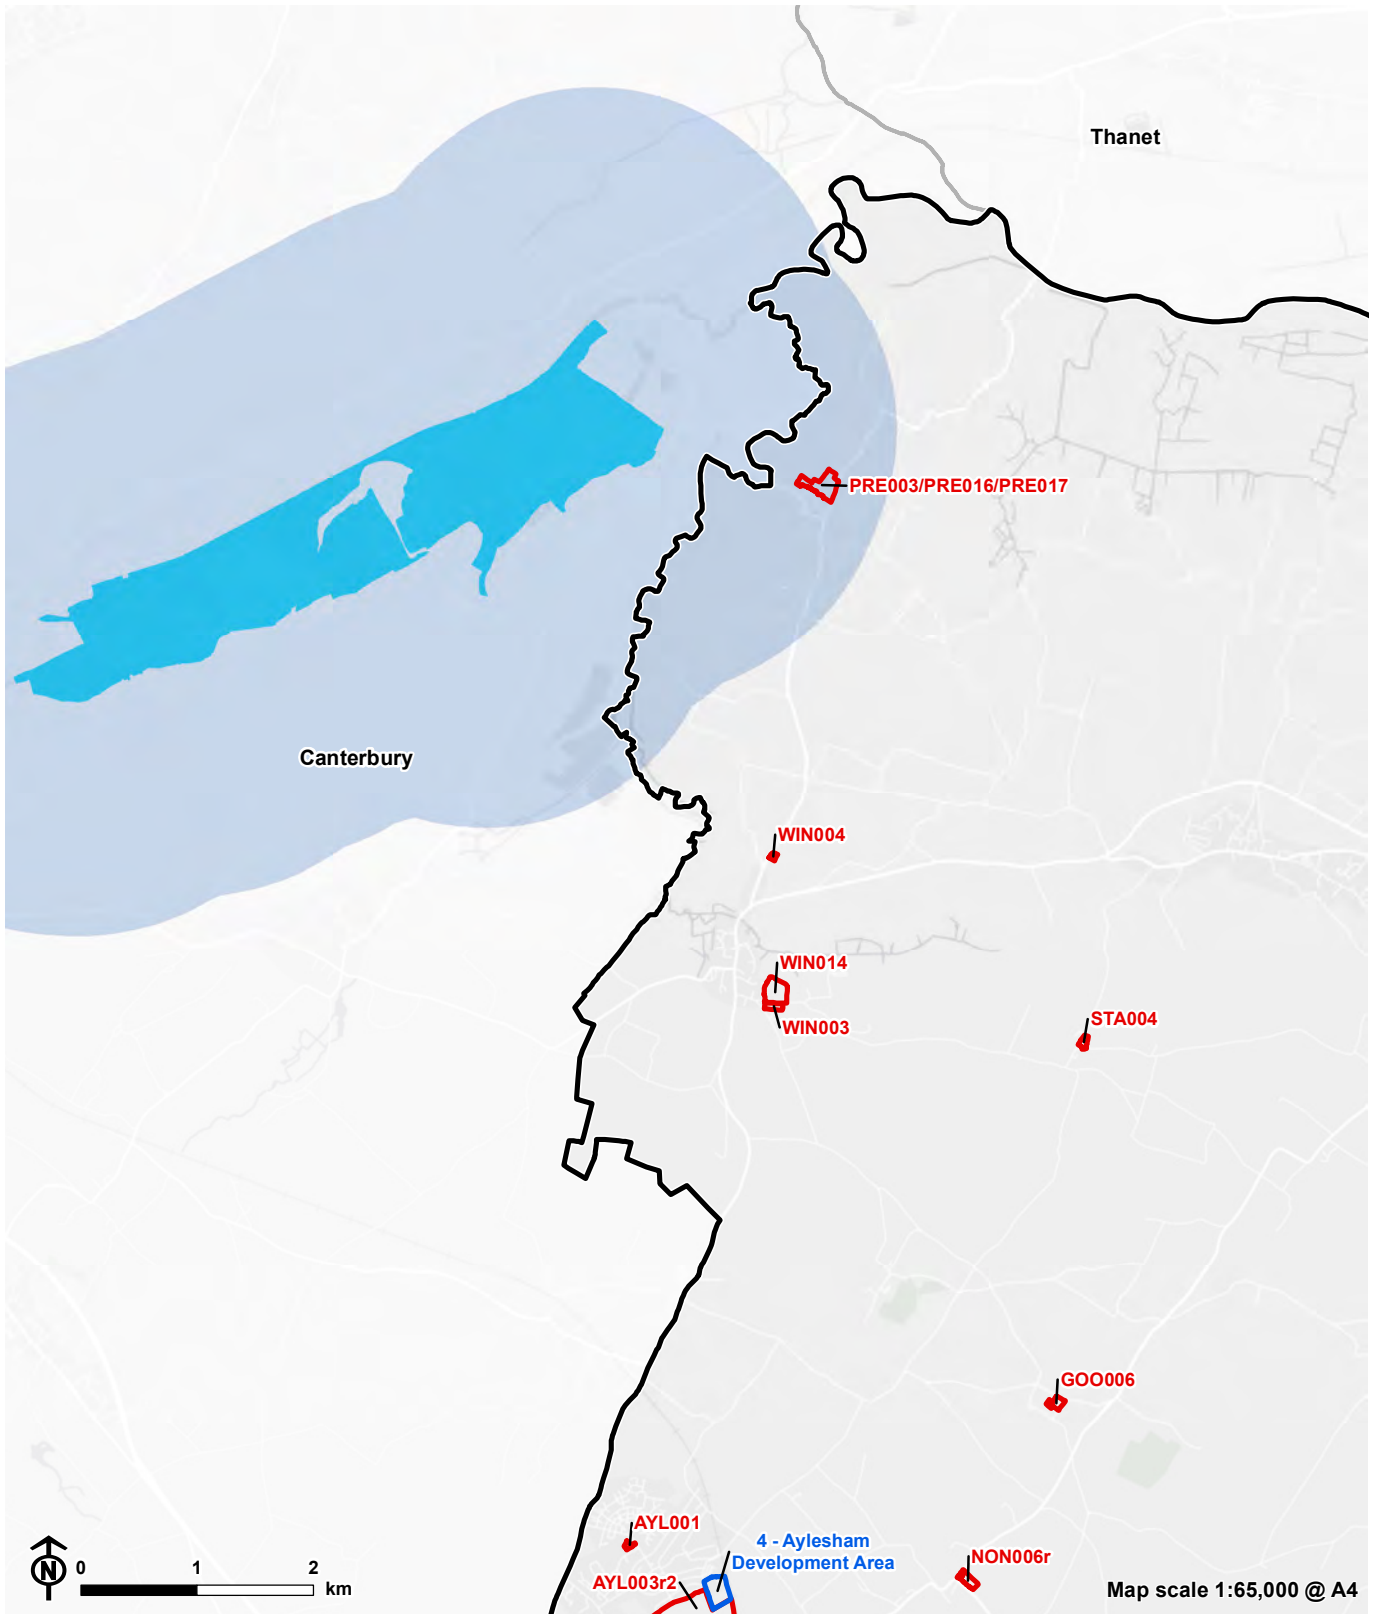 Thanet
PRE003/PRE016/PRE017
Canterbury
WIN004
WIN014
STA004
WIN003
GOO006
AYL001
4 - Aylesham
Development Area
NON006r
AYL003r2
N
0 1 2
km
Map scale 1:65,000 @ A4